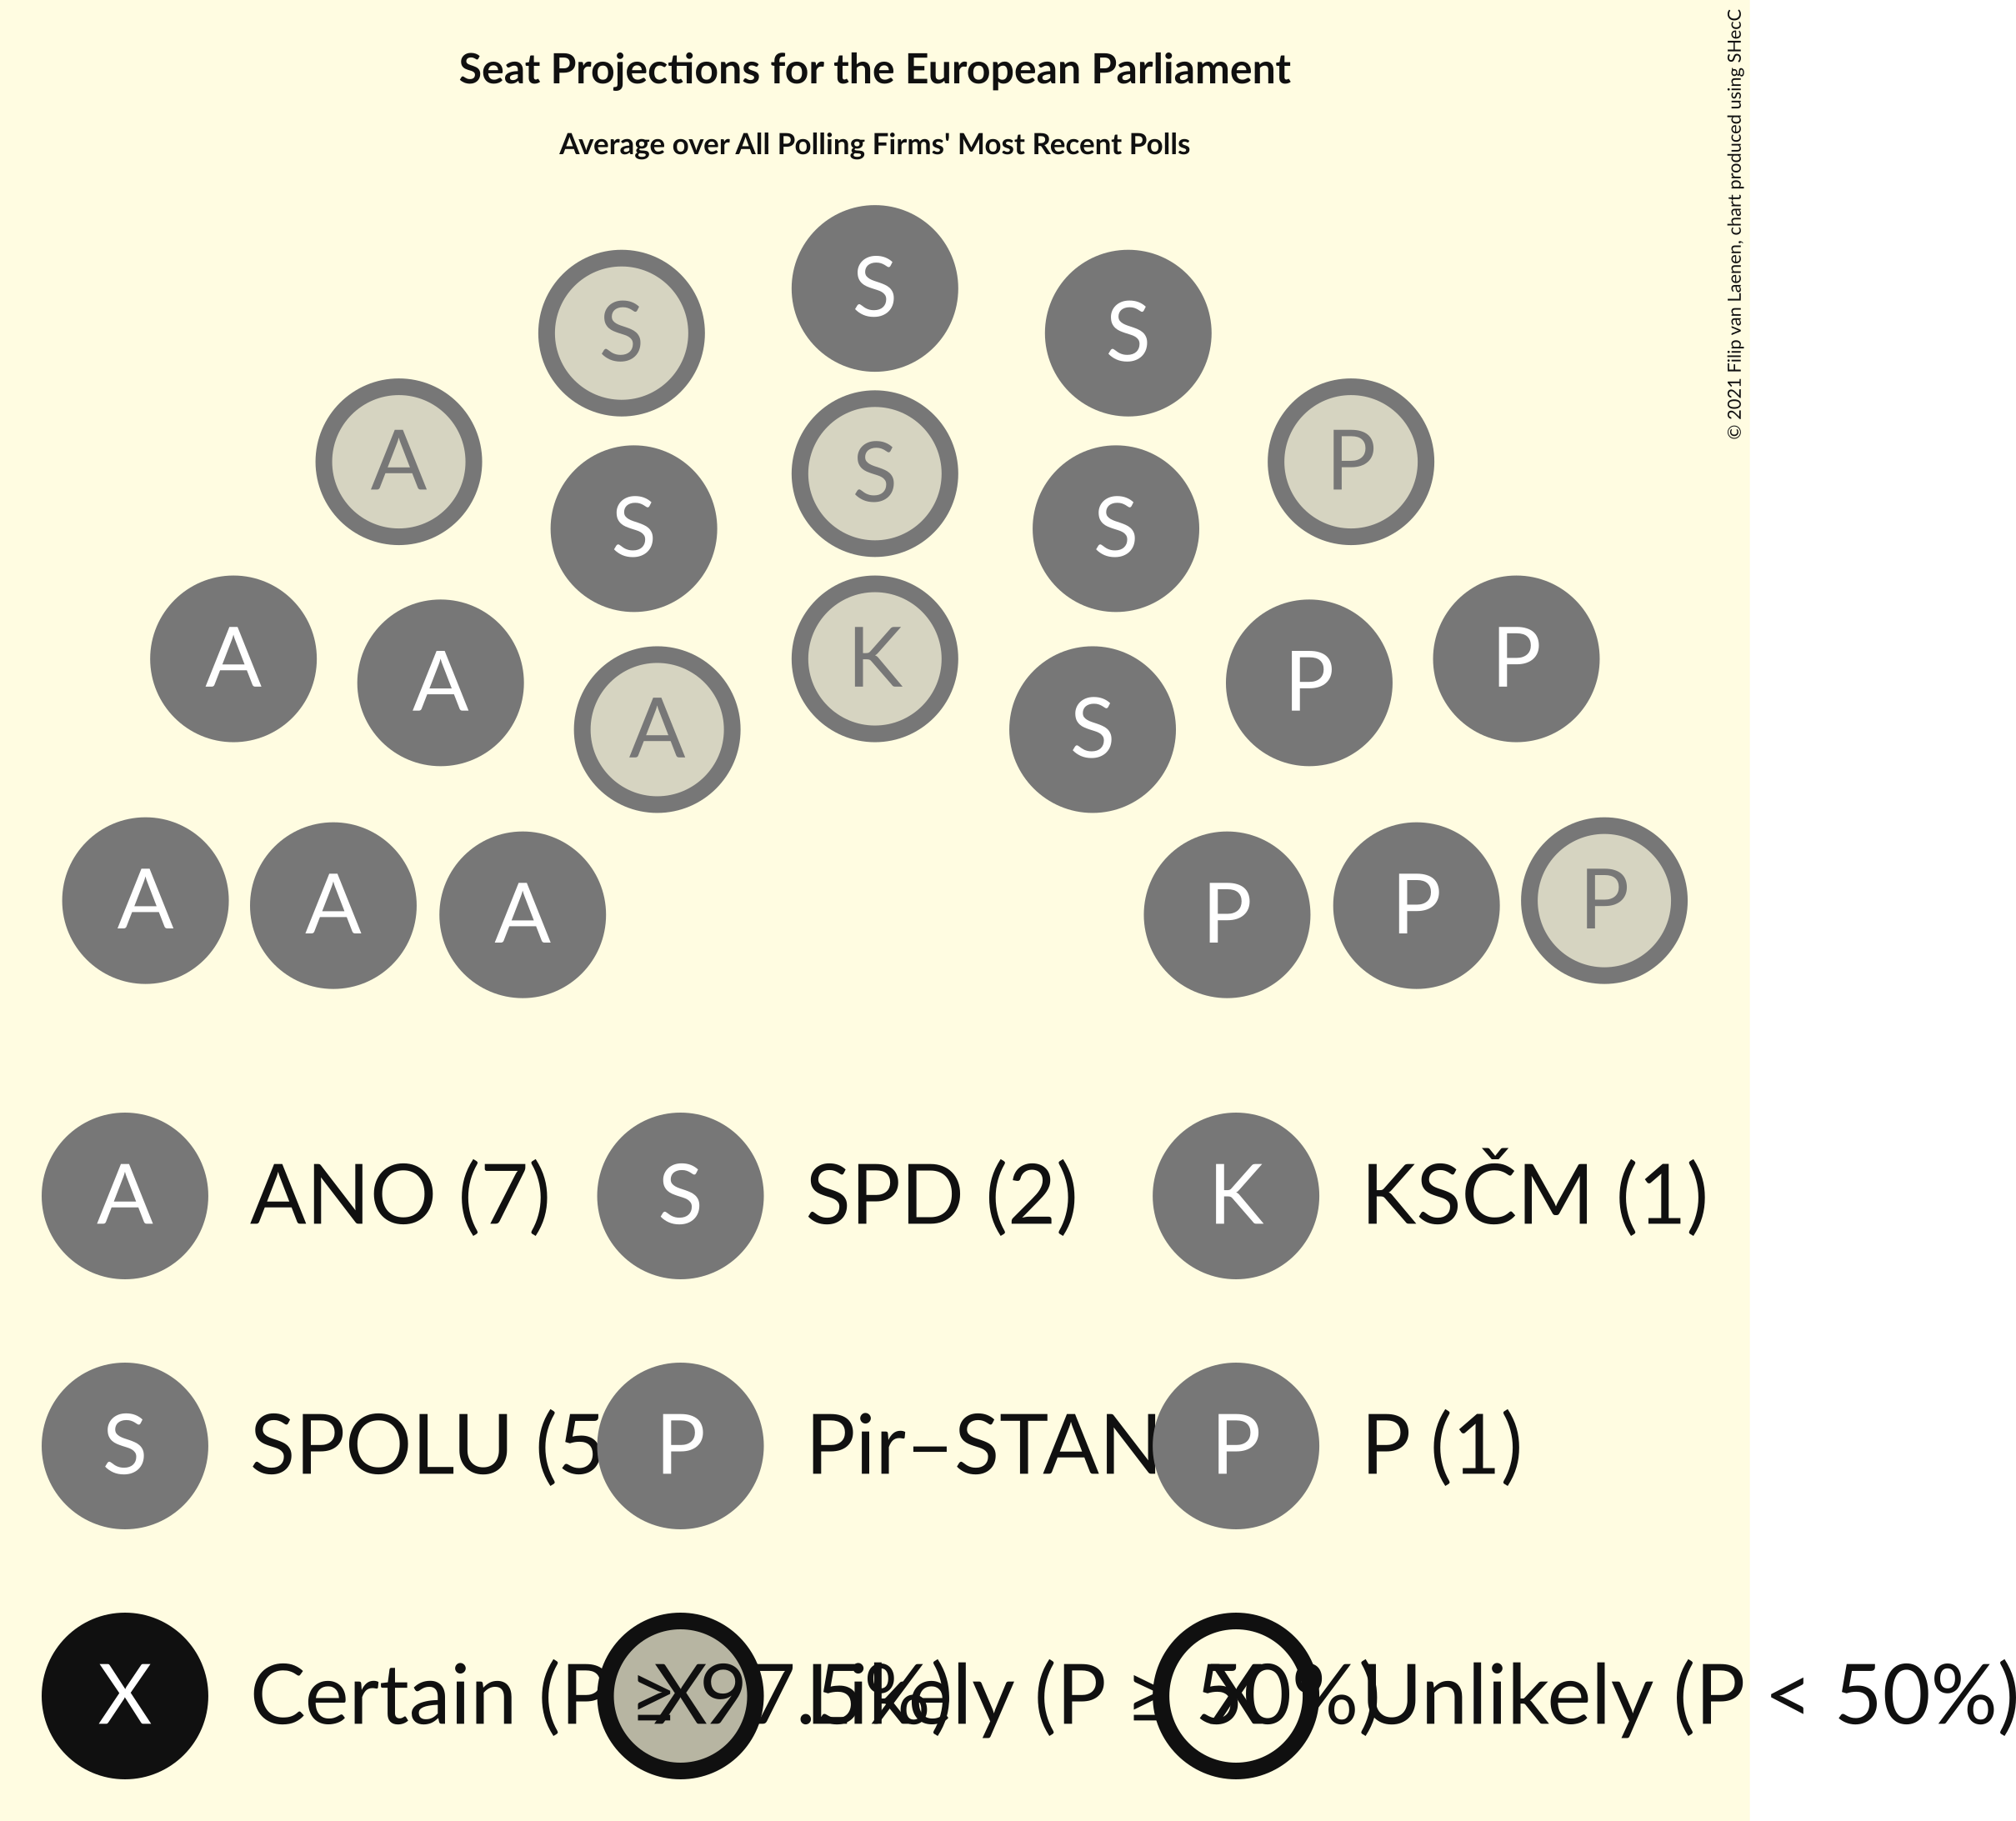 Seat Projections for the European Parliament
Average over All Polling Firms' Most Recent Polls
© 2021 Filip van Laenen, chart produced using SHecC
S
S S
A S P
S S
A K P
A A S P P
A A A P P P
A ANO (7) S SPD (2) K KSČM (1)
S SPOLU (5 P Pir–STAN P P (1)
X Certain (P ≥ 97.5%) X Likely (P ≥ 50%) X Unlikely (P < 50%)